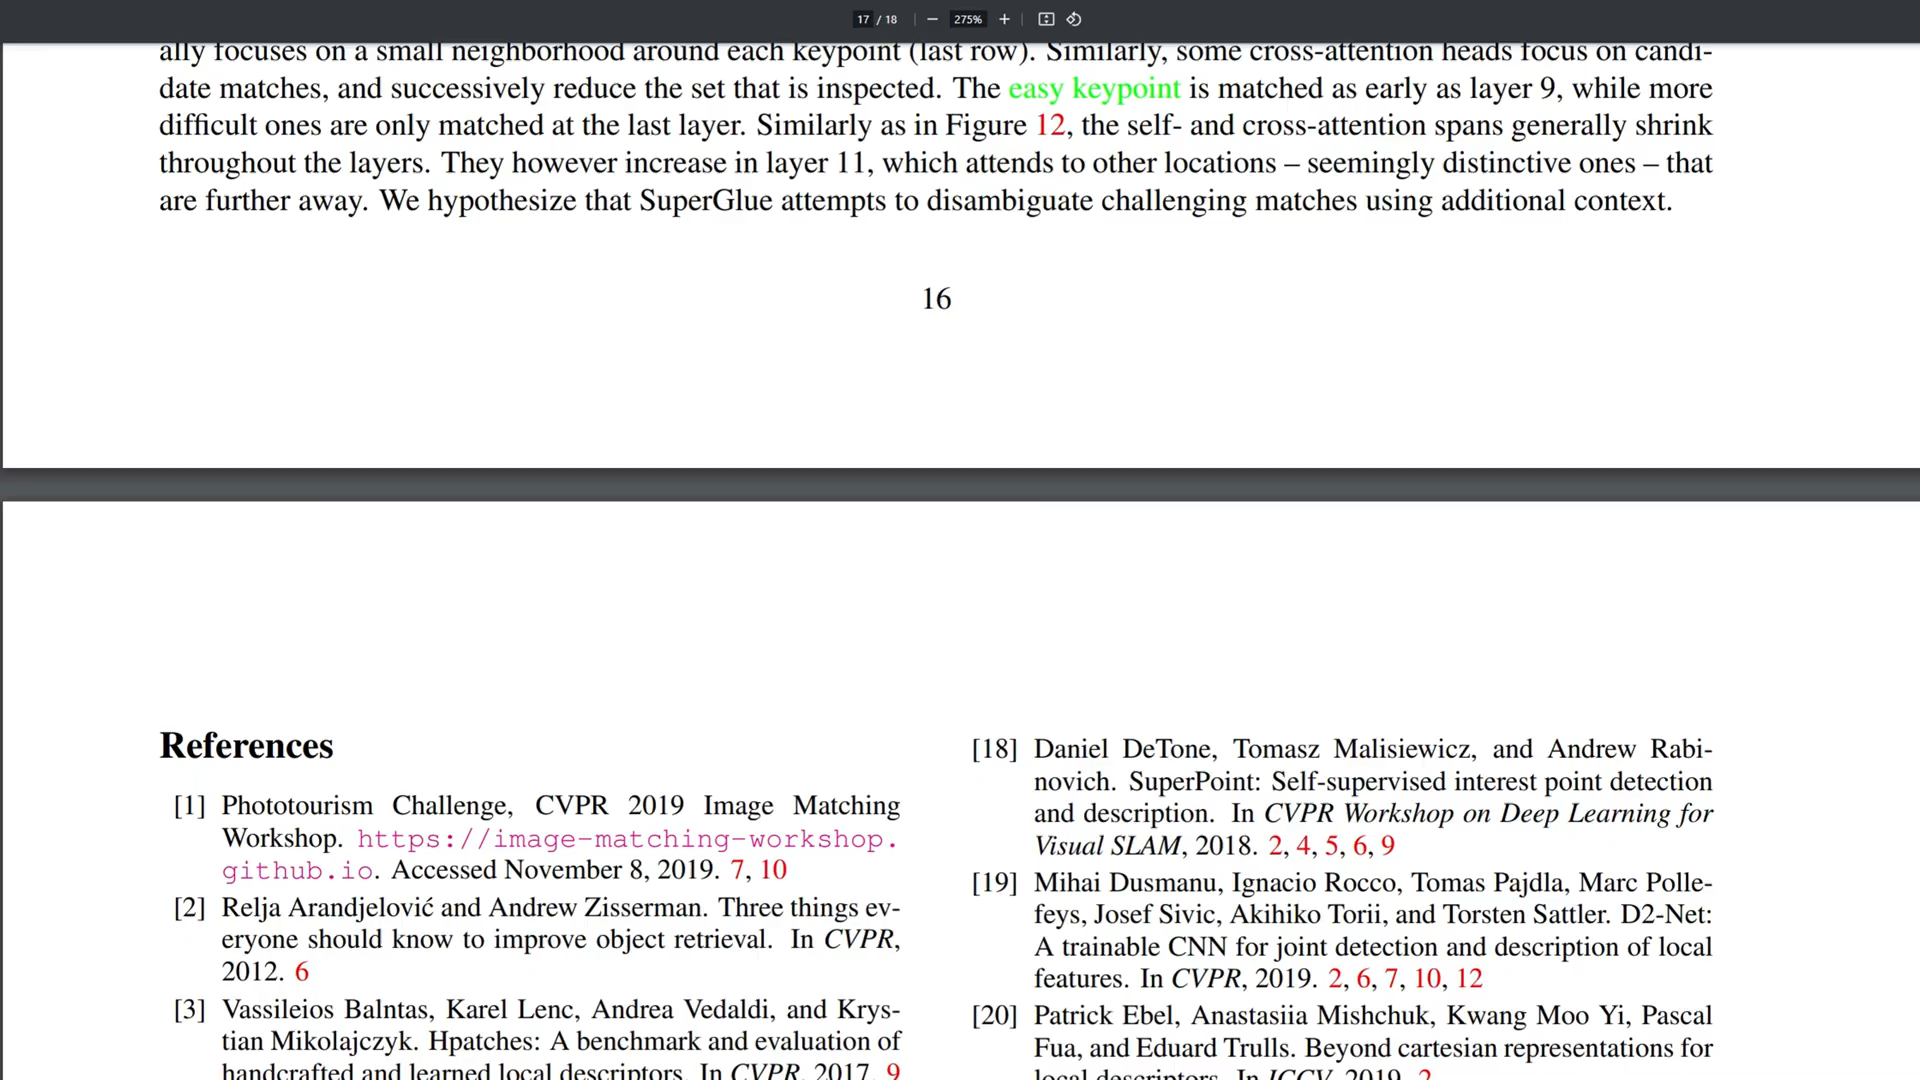 17 / 18
275%
ally focuses on a small neighborhood around each keypoint (last row). Similarly, some cross-attention heads focus on candi-
date matches, and successively reduce the set that is inspected. The easy keypoint is matched as early as layer 9, while more
difficult ones are only matched at the last layer. Similarly as in Figure 12, the self- and cross-attention spans generally shrink
throughout the layers. They however increase in layer 11, which attends to other locations – seemingly distinctive ones – that
are further away. We hypothesize that SuperGlue attempts to disambiguate challenging matches using additional context.
16
References
[1] Phototourism Challenge, CVPR 2019 Image Matching
Workshop. https://image-matching-workshop.
github.io. Accessed November 8, 2019. 7, 10
[2] Relja Arandjelović and Andrew Zisserman. Three things ev-
eryone should know to improve object retrieval. In CVPR,
2012. 6
[3] Vassileios Balntas, Karel Lenc, Andrea Vedaldi, and Krys-
tian Mikolajczyk. Hpatches: A benchmark and evaluation of
handcrafted and learned local descriptors. In CVPR, 2017. 9
[18] Daniel DeTone, Tomasz Malisiewicz, and Andrew Rabi-
novich. SuperPoint: Self-supervised interest point detection
and description. In CVPR Workshop on Deep Learning for
Visual SLAM, 2018. 2, 4, 5, 6, 9
[19] Mihai Dusmanu, Ignacio Rocco, Tomas Pajdla, Marc Polle-
feys, Josef Sivic, Akihiko Torii, and Torsten Sattler. D2-Net:
A trainable CNN for joint detection and description of local
features. In CVPR, 2019. 2, 6, 7, 10, 12
[20] Patrick Ebel, Anastasiia Mishchuk, Kwang Moo Yi, Pascal
Fua, and Eduard Trulls. Beyond cartesian representations for
local descriptors. In ICCV, 2019. 2